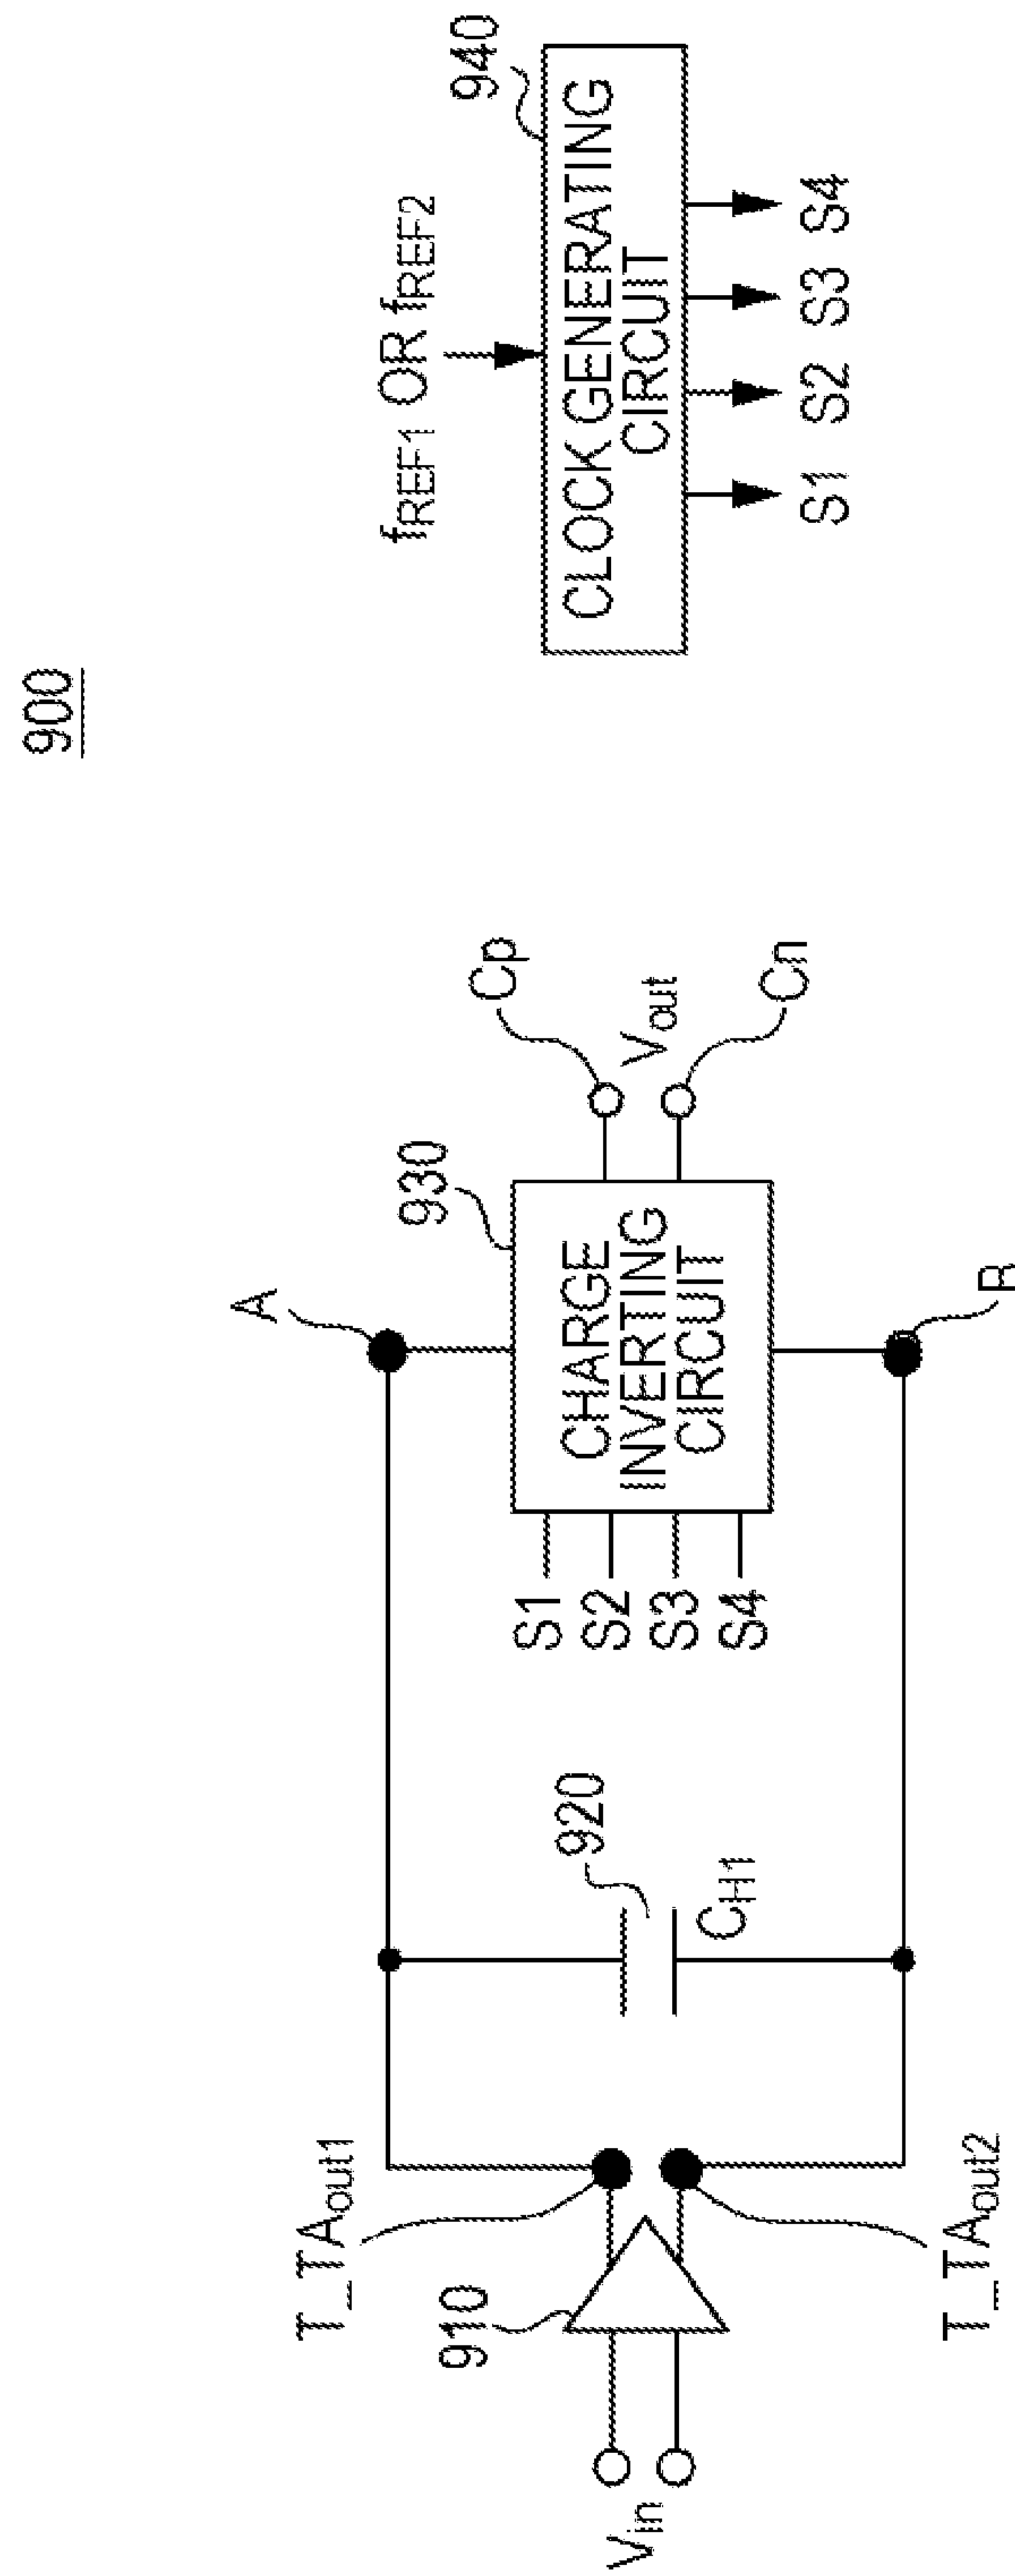 900
T_TAout1
A
910
920
930
Vin
CH1
S1
S2
S3
S4
CHARGE
INVERTING
CIRCUIT
Cp
Vout
Cn
T_TAout2
B
fREF1 OR fREF2
940
CLOCK GENERATING
CIRCUIT
S1 S2 S3 S4